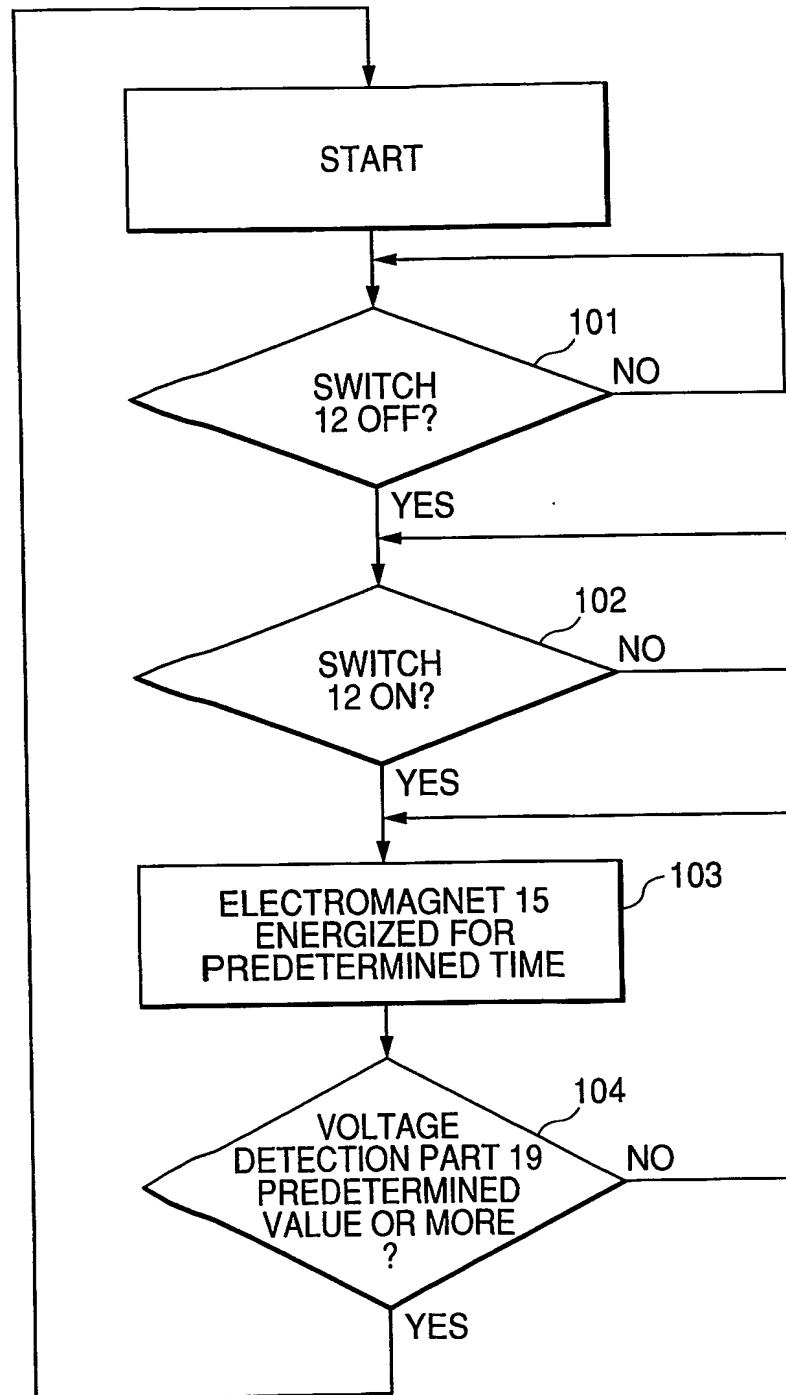 START
101
SWITCH
12 OFF?
NO
YES
102
SWITCH
12 ON?
NO
YES
103
ELECTROMAGNET 15
ENERGIZED FOR
PREDETERMINED TIME
104
VOLTAGE
DETECTION PART 19
PREDETERMINED
VALUE OR MORE
?
NO
YES